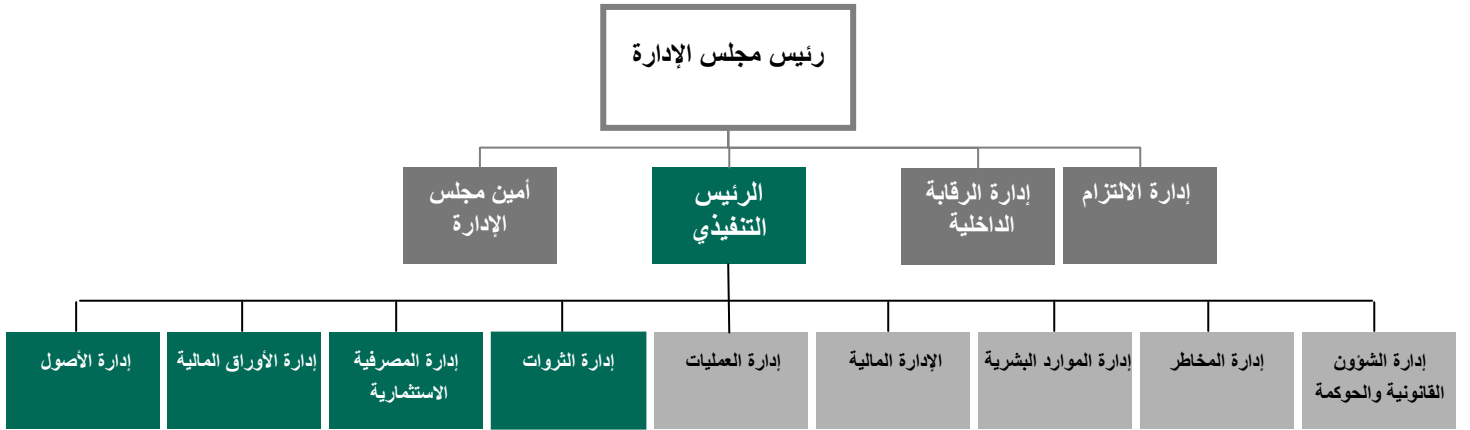 رئيس مجلس الإدارة
إدارة الالتزام
إدارة الرقابة
الداخلية
الرئيس
التنفيذي
أمين مجلس
الإدارة
إدارة الشؤون
القانونية والحوكمة
إدارة المخاطر
إدارة الموارد البشرية
الإدارة المالية
إدارة العمليات
إدارة الثروات
إدارة المصرفية
الاستثمارية
إدارة الأوراق المالية
إدارة الأصول